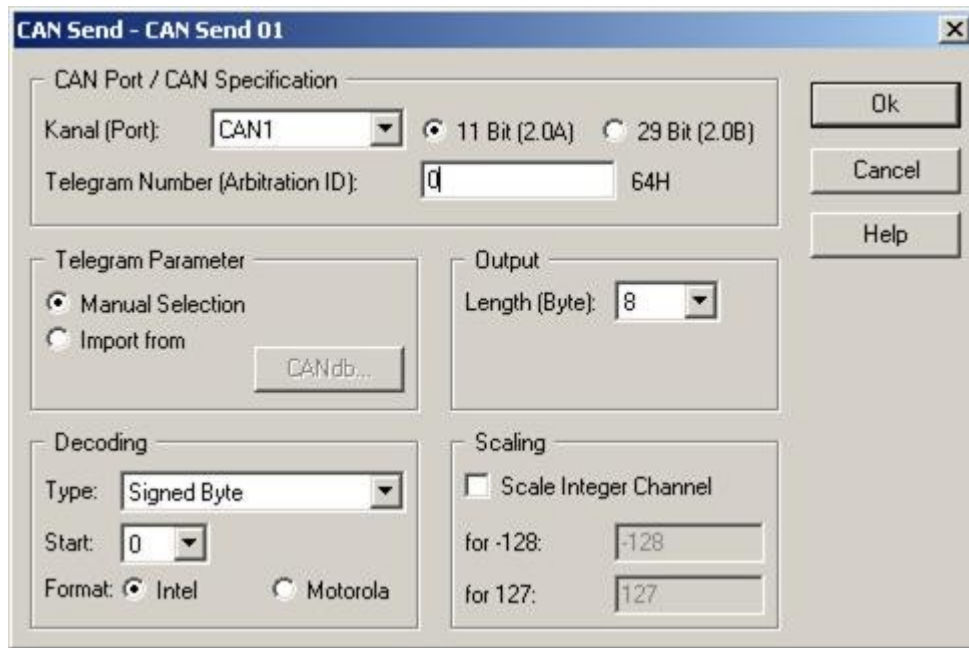 CAN Send - CAN Send 01
CAN Port / CAN Specification
Kanal (Port): CAN1 11 Bit (2.0A) 29 Bit (2.0B)
Telegram Number (Arbitration ID): 0 64H
Ok
Cancel
Help
Telegram Parameter
Manual Selection
Import from
CANdb...
Output
Length (Byte): 8
Decoding
Type: Signed Byte
Start: 0
Format: Intel Motorola
Scaling
Scale Integer Channel
for -128: -128
for 127: 127